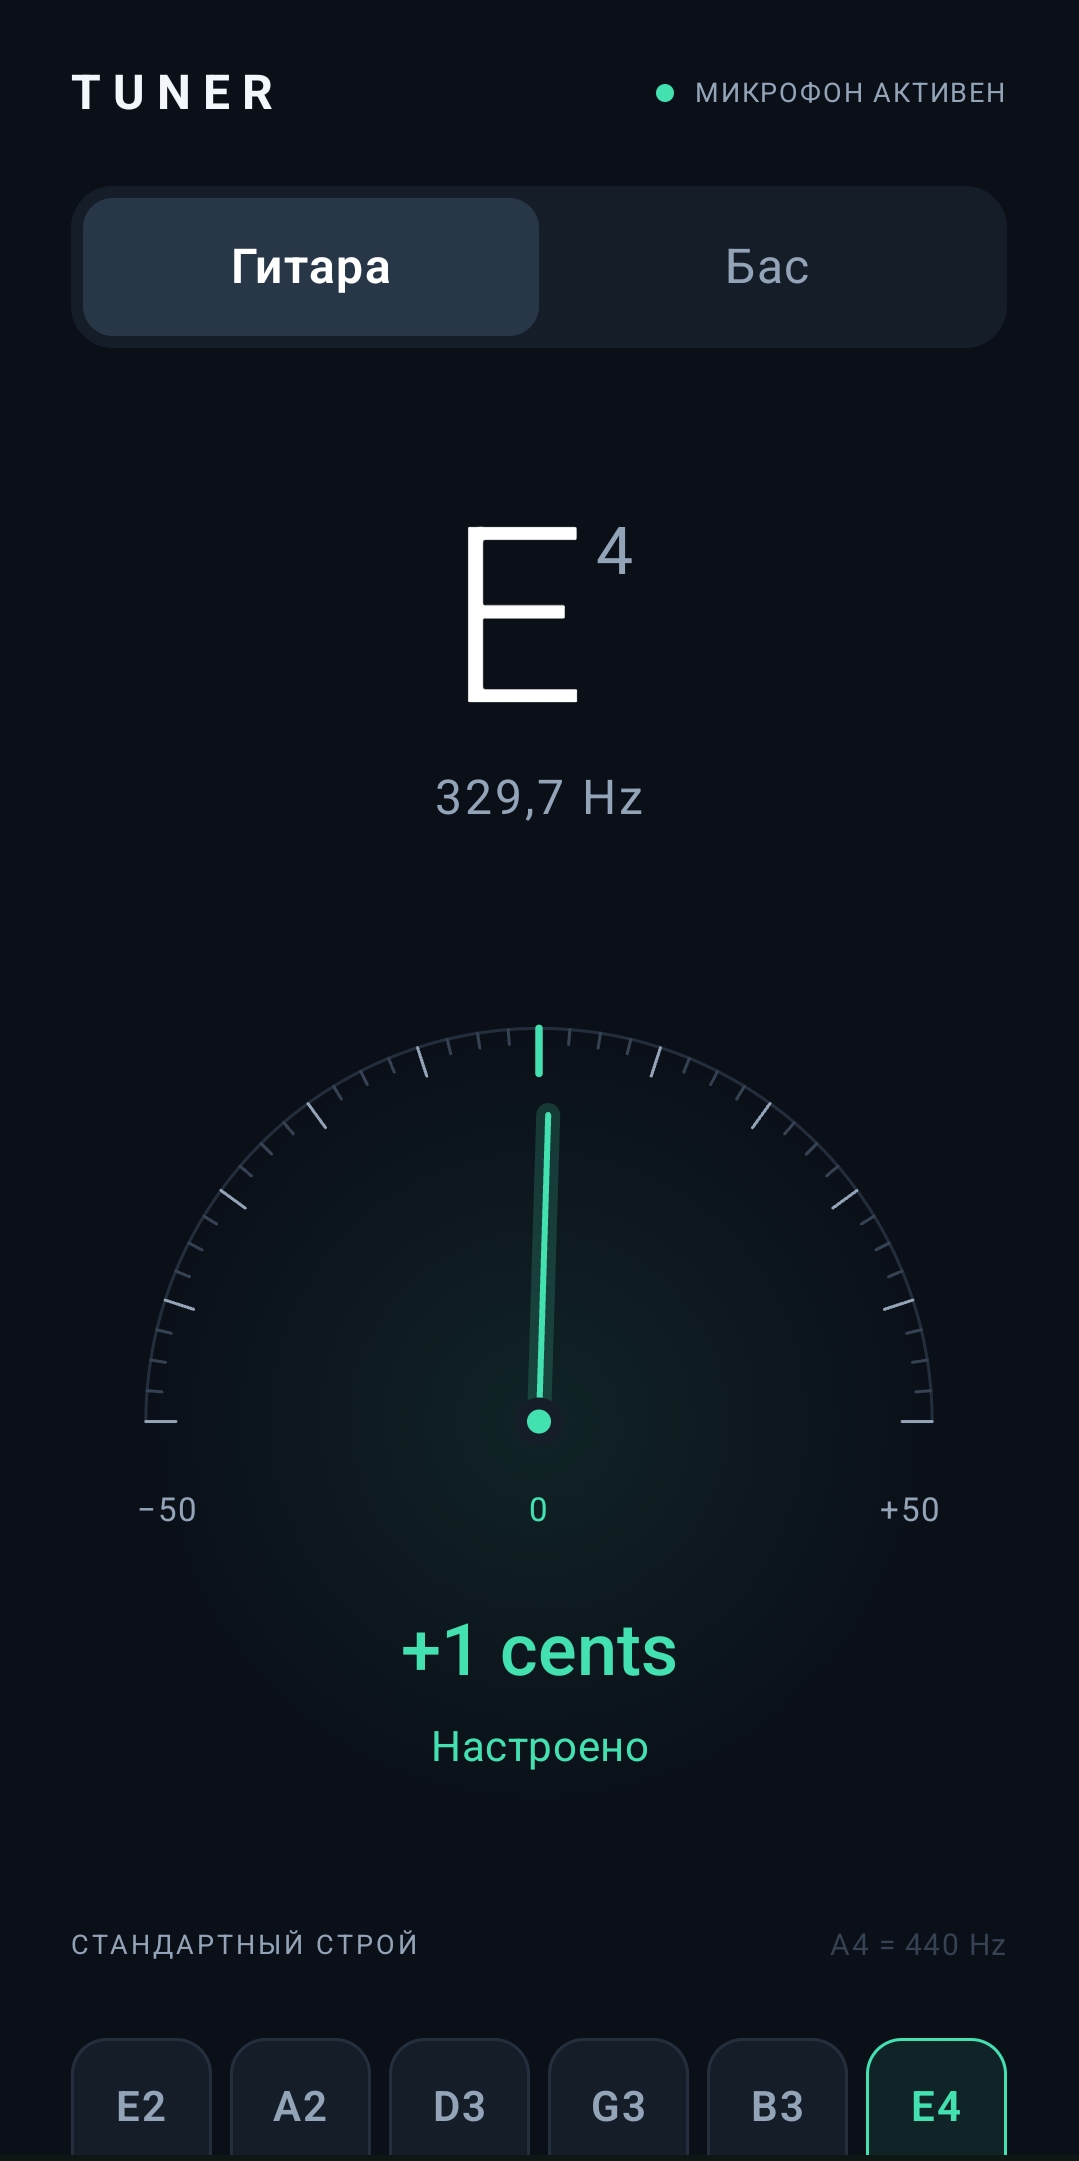 TUNER
МИКРОФОН АКТИВЕН
Гитара
Бас
E4
329,7 Hz
−50
0
+50
+1 cents
Настроено
СТАНДАРТНЫЙ СТРОЙ
A4 = 440 Hz
E2
A2
D3
G3
B3
E4